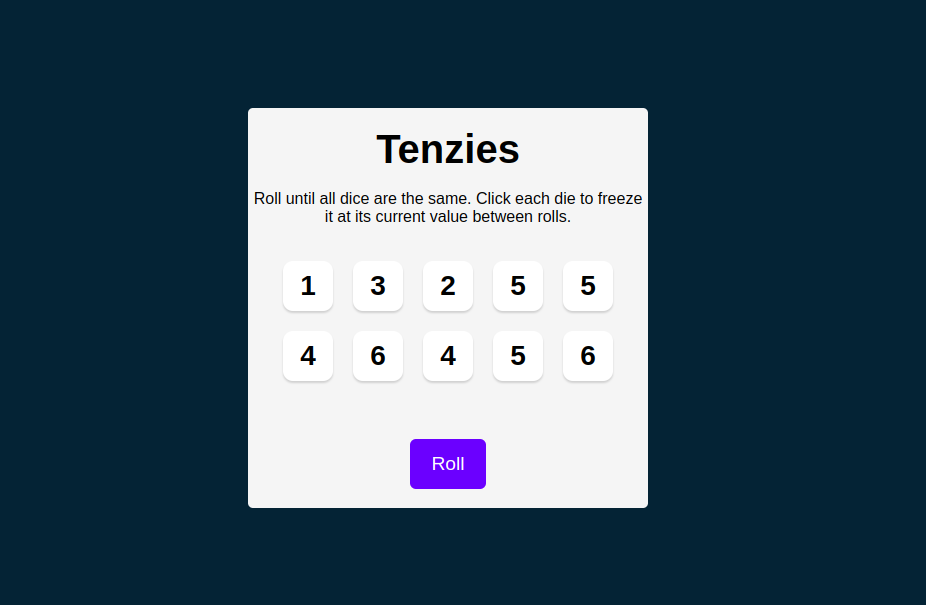 Tenzies
Roll until all dice are the same. Click each die to freeze
it at its current value between rolls.
1 3 2 5 5
4 6 4 5 6
Roll